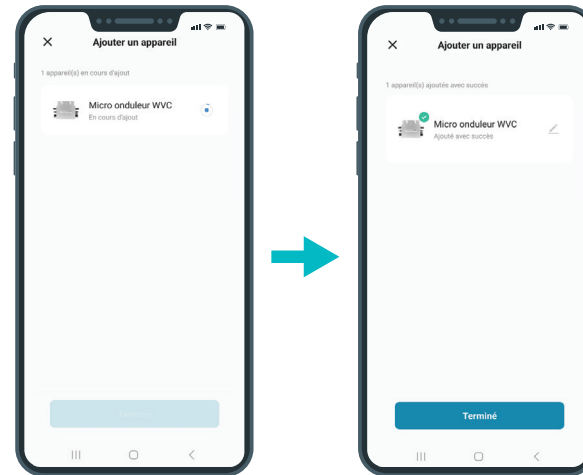 Ajouter un appareil
1 appareil(s) en cours d'ajout
Micro onduleur WVC
En cours d'ajout
Terminé
Ajouter un appareil
1 appareil(s) ajoutés avec succès
Micro onduleur WVC
Ajouté avec succès
Terminé